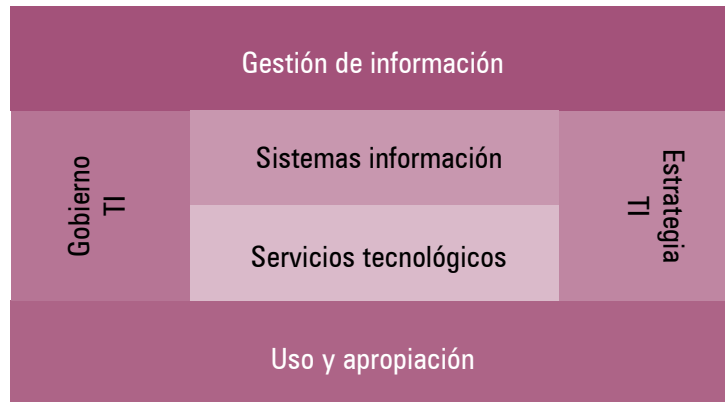 Gestión de información
Gobierno
TI
Sistemas información
Servicios tecnológicos
Estrategia
TI
Uso y apropiación